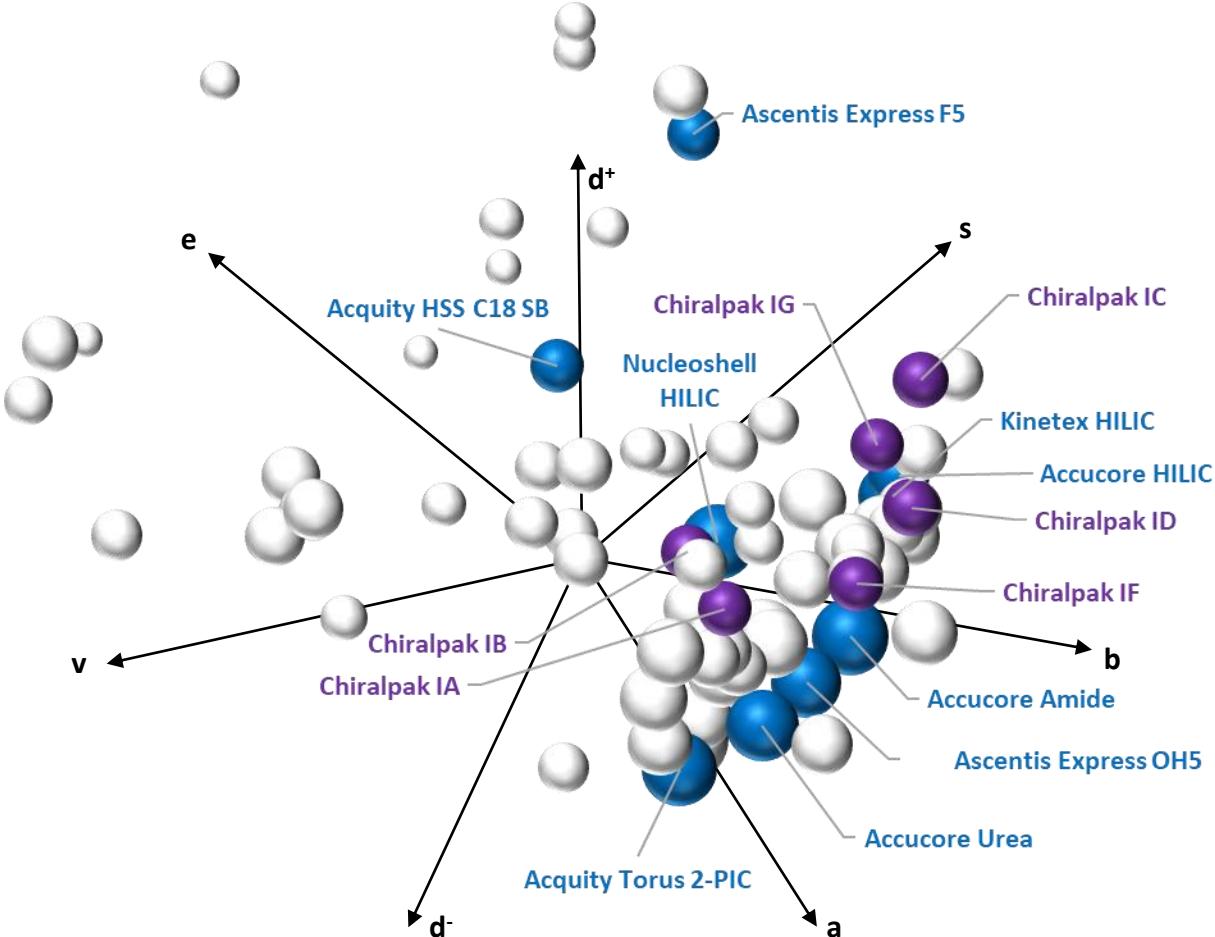 Ascentis Express F5
d+
s
e
Acquity HSS C18 SB
Chiralpak IG
Chiralpak IC
Nucleoshell
HILIC
Kinetex HILIC
Accucore HILIC
Chiralpak ID
Chiralpak IF
Chiralpak IB
v
b
Chiralpak IA
Accucore Amide
Ascentis Express OH5
Accucore Urea
Acquity Torus 2-PIC
d-
a